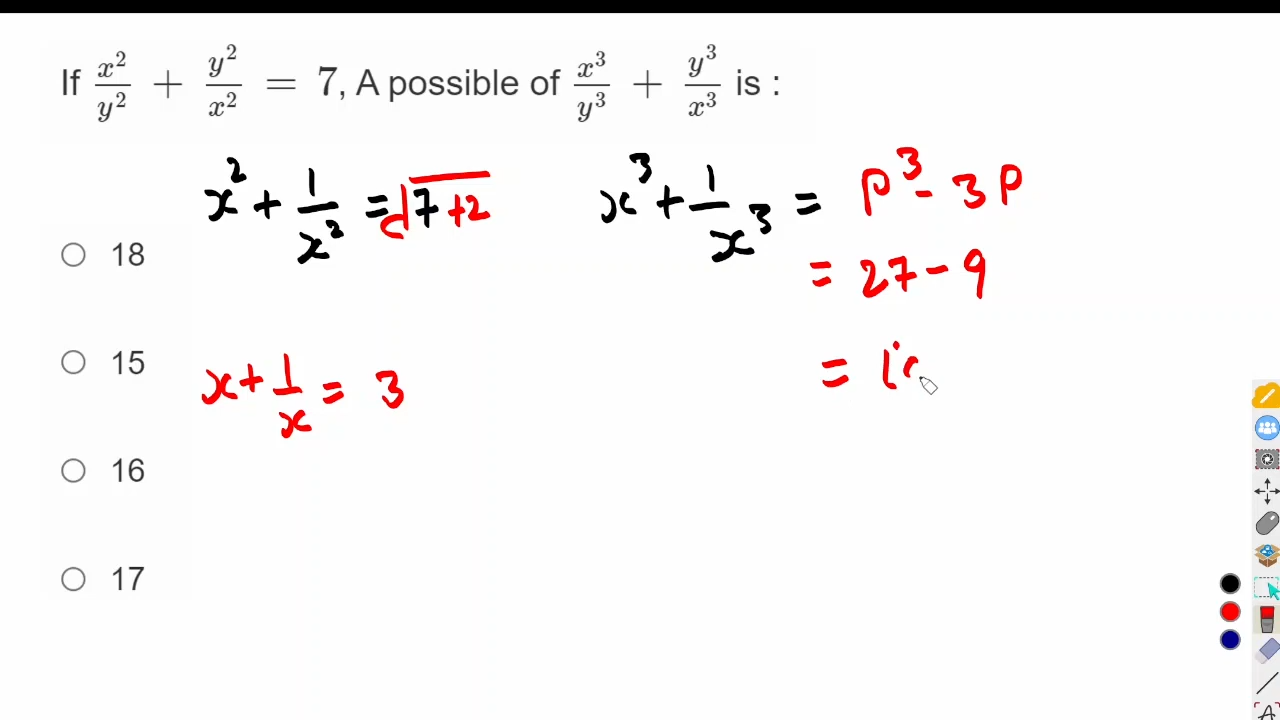 If x²/y² + y²/x² = 7, A possible of x³/y³ + y³/x³ is :
x² + 1/x² = √7+2
x³ + 1/x³ = p³ - 3p
= 27 - 9
18
x + 1/x = 3
15
=
16
17